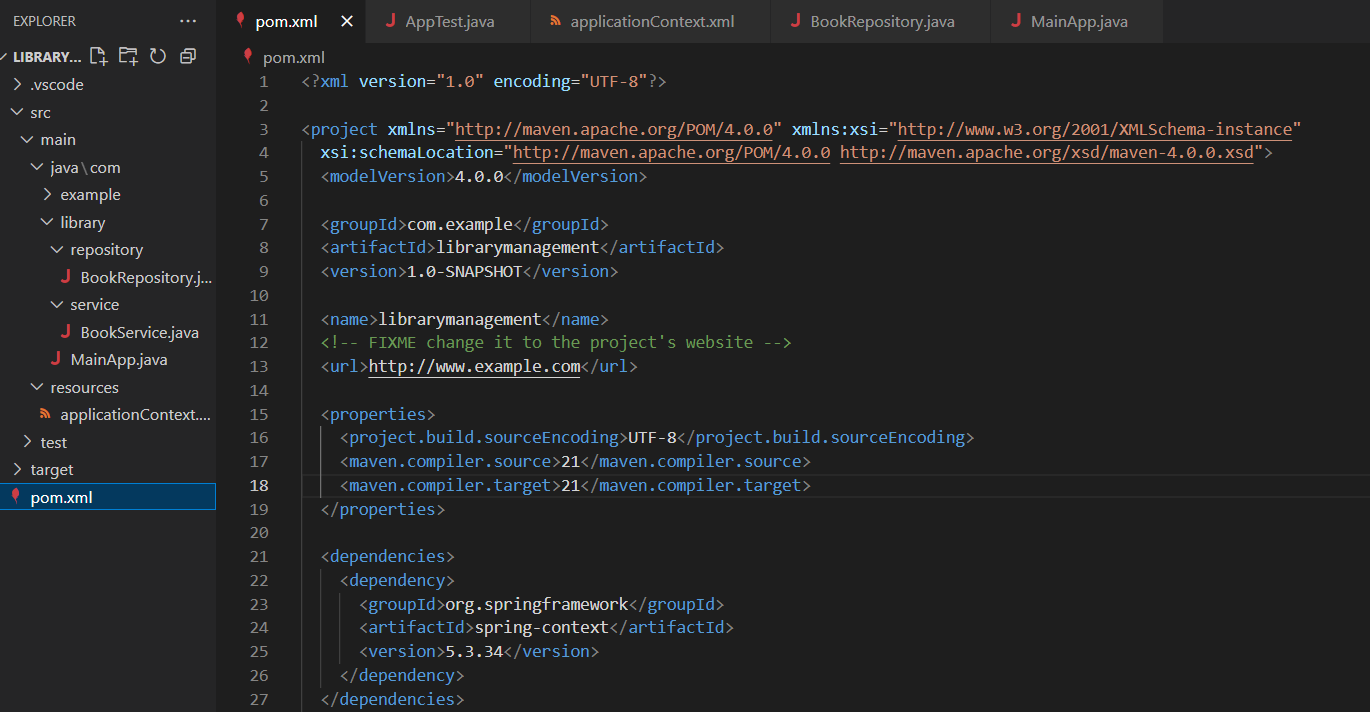 EXPLORER ...
LIBRARY...
.vscode
src
main
java\com
example
library
repository
BookRepository.j...
service
BookService.java
MainApp.java
resources
applicationContext....
test
target
pom.xml
pom.xml AppTest.java applicationContext.xml BookRepository.java MainApp.java
pom.xml
1 <?xml version="1.0" encoding="UTF-8"?>
2
3 <project xmlns="http://maven.apache.org/POM/4.0.0" xmlns:xsi="http://www.w3.org/2001/XMLSchema-instance"
4 xsi:schemaLocation="http://maven.apache.org/POM/4.0.0 http://maven.apache.org/xsd/maven-4.0.0.xsd">
5 <modelVersion>4.0.0</modelVersion>
6
7 <groupId>com.example</groupId>
8 <artifactId>librarymanagement</artifactId>
9 <version>1.0-SNAPSHOT</version>
10
11 <name>librarymanagement</name>
12 <!-- FIXME change it to the project's website -->
13 <url>http://www.example.com</url>
14
15 <properties>
16 <project.build.sourceEncoding>UTF-8</project.build.sourceEncoding>
17 <maven.compiler.source>21</maven.compiler.source>
18 <maven.compiler.target>21</maven.compiler.target>
19 </properties>
20
21 <dependencies>
22 <dependency>
23 <groupId>org.springframework</groupId>
24 <artifactId>spring-context</artifactId>
25 <version>5.3.34</version>
26 </dependency>
27 </dependencies>